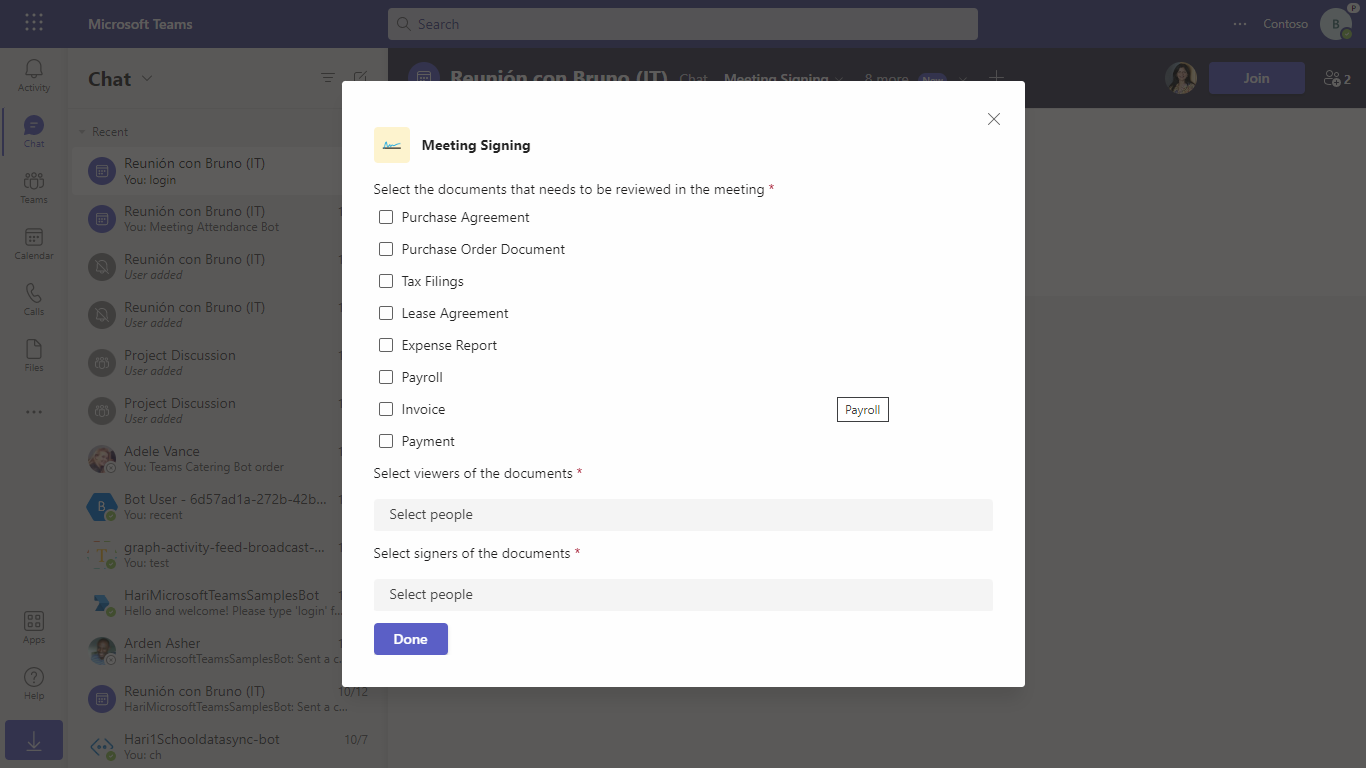 Microsoft Teams
Search
Contoso
B
P
Activity
Chat
Teams
Calendar
Calls
Files
Apps
Help
Chat
Recent
Reunión con Bruno (IT)
You: login
Reunión con Bruno (IT)
You: Meeting Attendance Bot
Reunión con Bruno (IT)
User added
Reunión con Bruno (IT)
User added
Project Discussion
User added
Project Discussion
User added
Adele Vance
You: Teams Catering Bot order
B
Bot User - 6d57ad1a-272b-42b...
You: recent
T
graph-activity-feed-broadcast-...
You: test
HariMicrosoftTeamsSamplesBot
Hello and welcome! Please type 'login' f...
Arden Asher
HariMicrosoftTeamsSamplesBot: Sent a c...
Reunión con Bruno (IT)
10/12
HariMicrosoftTeamsSamplesBot: Sent a c...
Hari1Schooldatasync-bot
10/7
You: ch
Reunión con Bruno (IT)
Chat
Meeting Signing
8 more
New
Join
2
Meeting Signing
Select the documents that needs to be reviewed in the meeting *
Purchase Agreement
Purchase Order Document
Tax Filings
Lease Agreement
Expense Report
Payroll
Invoice
Payroll
Payment
Select viewers of the documents *
Select people
Select signers of the documents *
Select people
Done